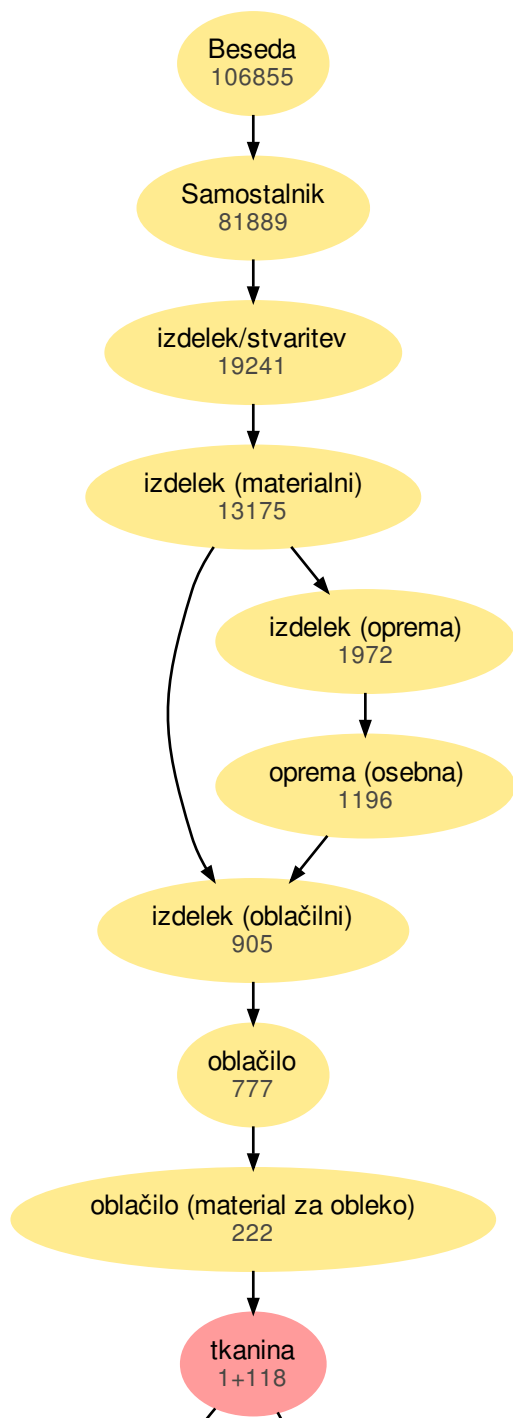 Beseda
106855
Samostalnik
81889
izdelek/stvaritev
19241
izdelek (materialni)
13175
izdelek (oprema)
1972
oprema (osebna)
1196
izdelek (oblačilni)
905
oblačilo
777
oblačilo (material za obleko)
222
tkanina
1+118